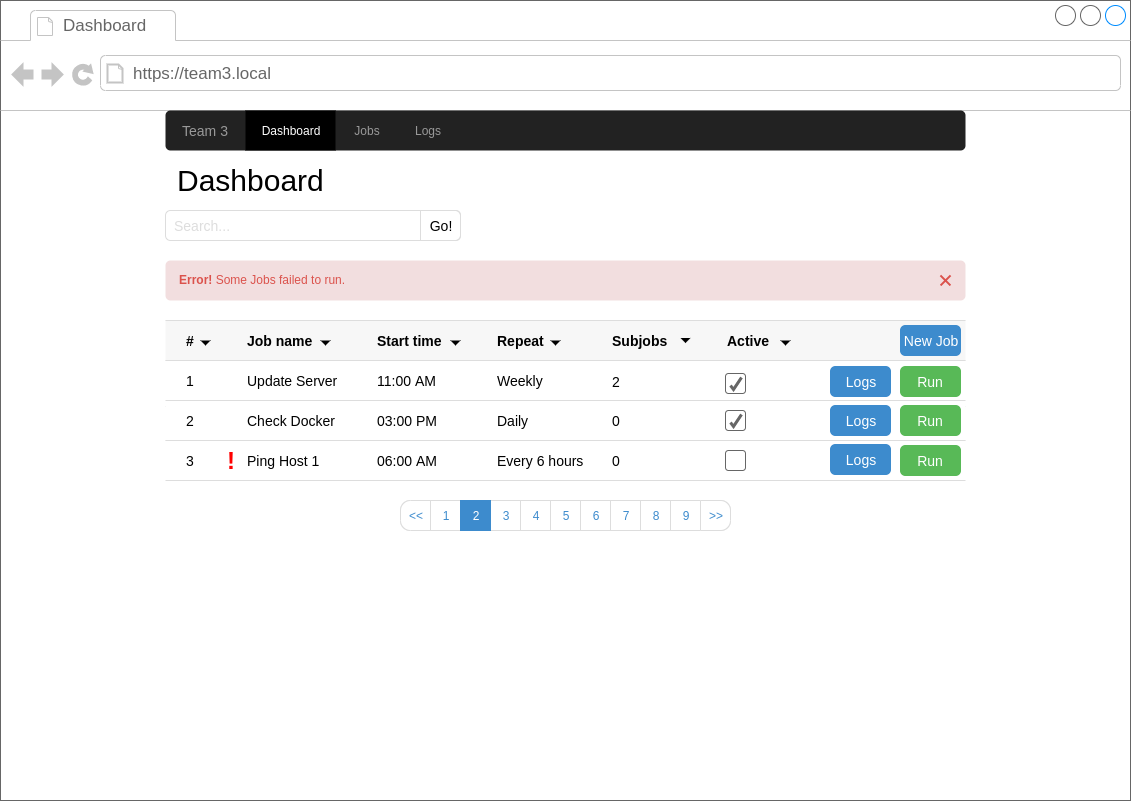 Dashboard
https://team3.local
Team 3 Dashboard Jobs Logs
Dashboard
Search... Go!
Error! Some Jobs failed to run.
# Job name Start time Repeat Subjobs Active New Job
1 Update Server 11:00 AM Weekly 2 Logs Run
2 Check Docker 03:00 PM Daily 0 Logs Run
3 ! Ping Host 1 06:00 AM Every 6 hours 0 Logs Run
<< 1 2 3 4 5 6 7 8 9 >>